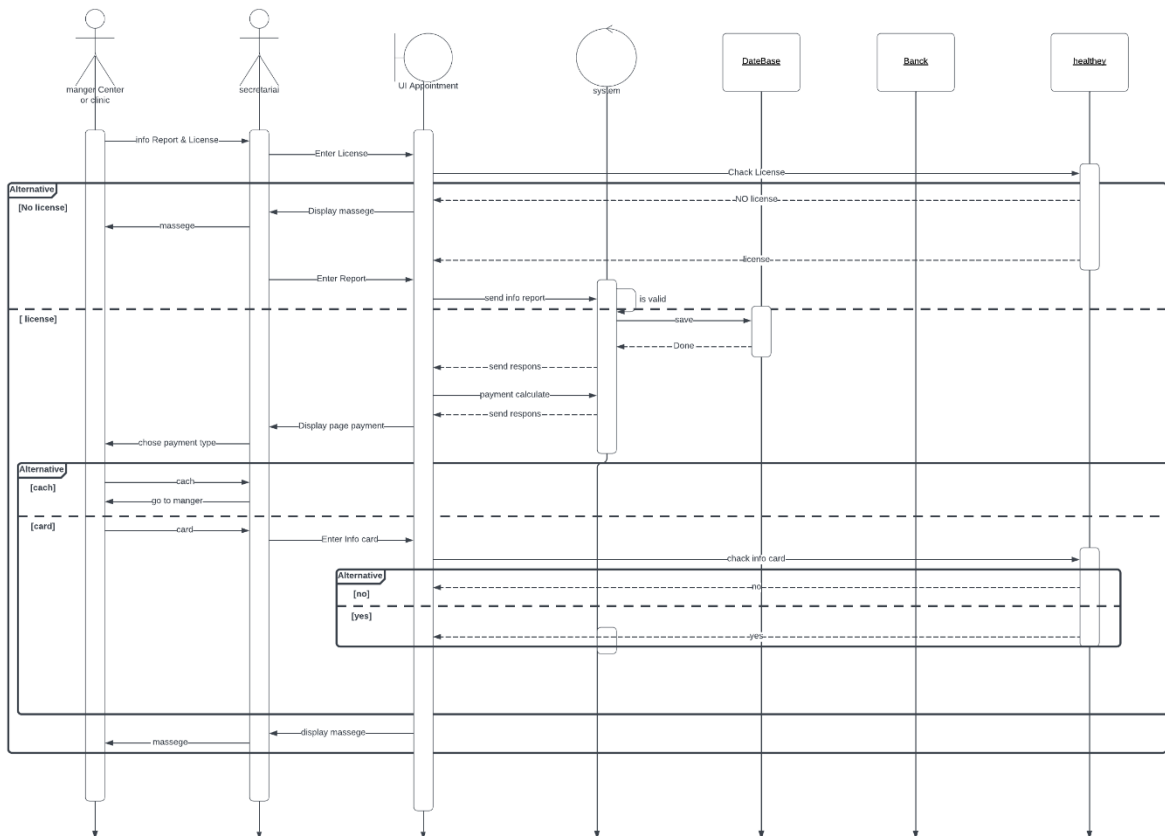 manger Center
or clinic
secretariai
UI Appointment
system
DateBase
Banck
healthey
info Report & License
Enter License
Chack License
Alternative
[No license]
NO license
Display massege
massege
license
Enter Report
send info report
is valid
[ license]
save
Done
send respons
payment calculate
send respons
Display page payment
chose payment type
Alternative
[cach]
cach
go to manger
[card]
card
Enter Info card
chack info card
Alternative
[no]
no
[yes]
yes
display massege
massege